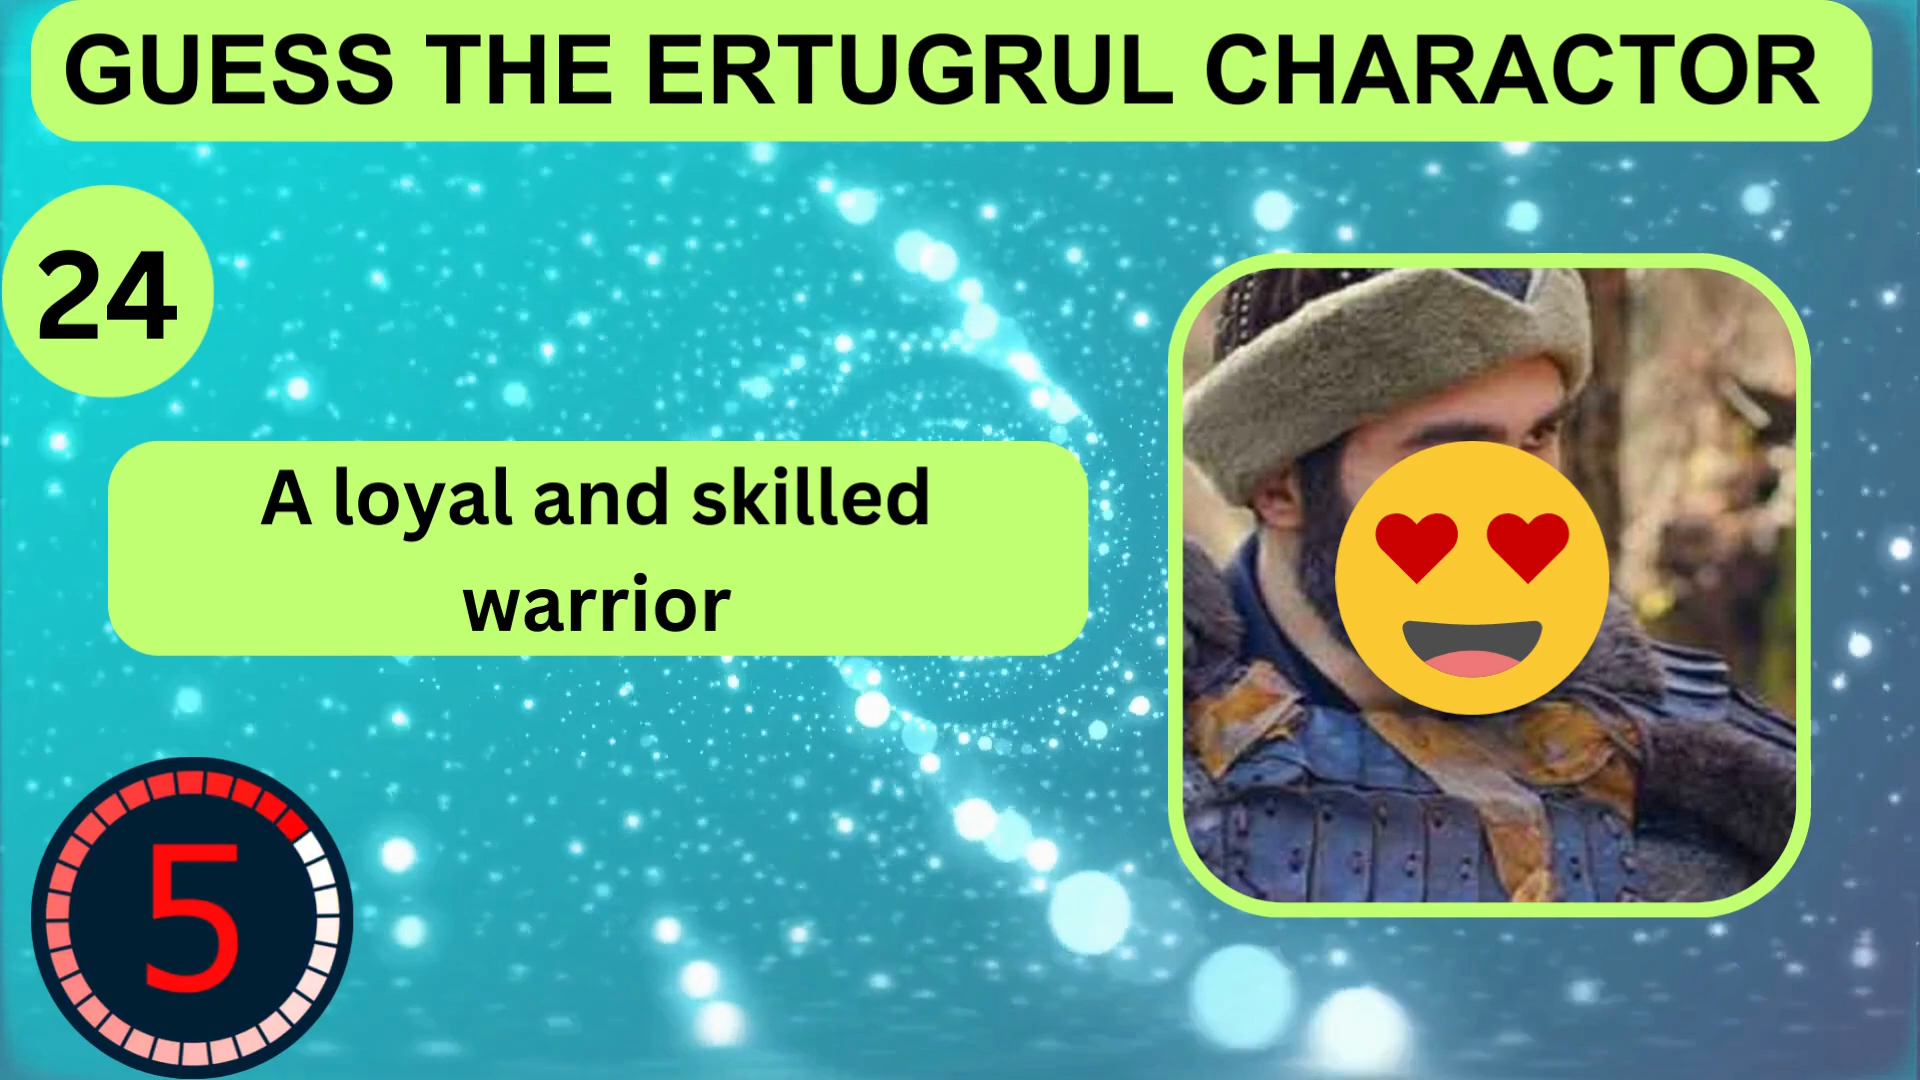 GUESS THE ERTUGRUL CHARACTOR
24
A loyal and skilled
warrior
5